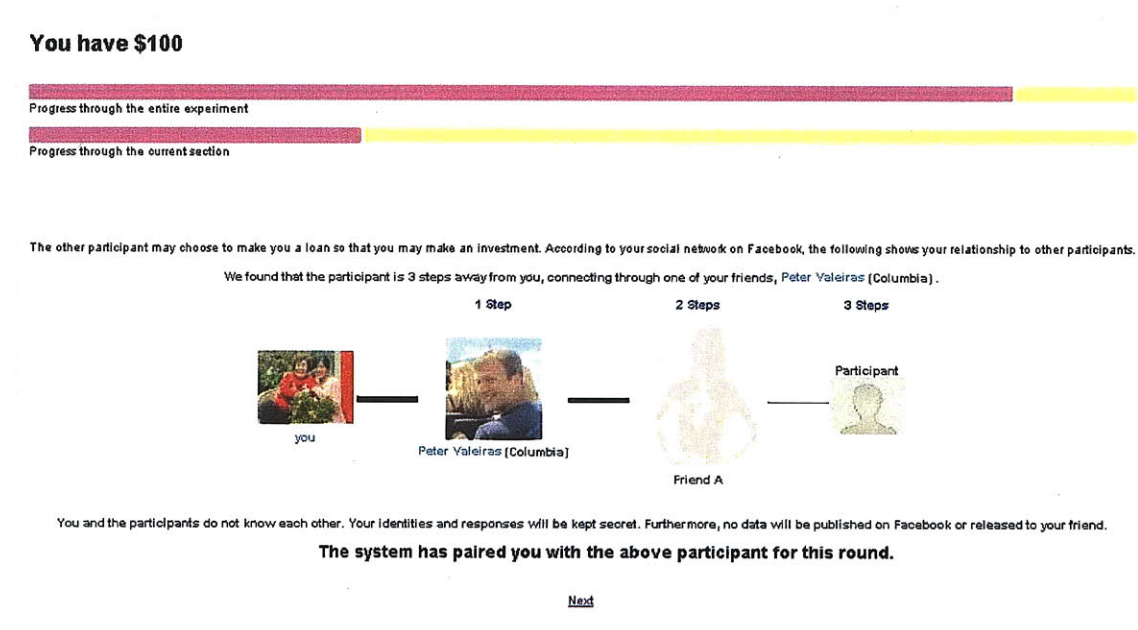 You have $100
Progress through the entire experiment
Progress through the current section
The other participant may choose to make you a loan so that you may make an investment. According to your social network on Facebook, the following shows your relationship to other participants.
We found that the participant is 3 steps away from you, connecting through one of your friends, Peter Valeiras (Columbia).
1 Step 2 Steps 3 Steps
Participant
you
Peter Valeiras (Columbia)
Friend A
You and the participants do not know each other. Your identities and responses will be kept secret. Furthermore, no data will be published on Facebook or released to your friend.
The system has paired you with the above participant for this round.
Next